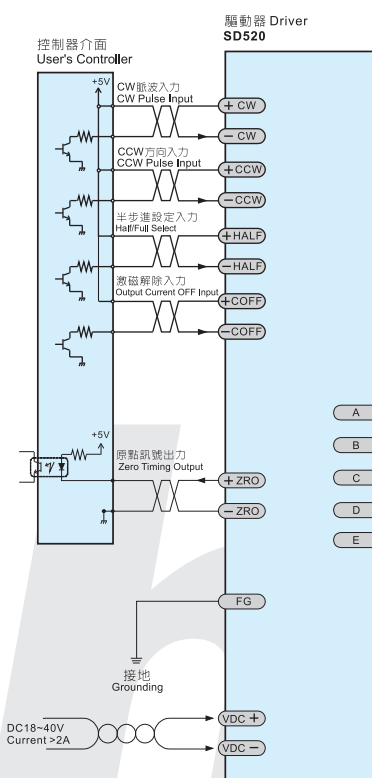 驅動器 Driver
SD520
控制器介面
User's Controller
+5V
CW脈波入力
CW Pulse Input
+ CW
− CW
CCW方向入力
CCW Pulse Input
+CCW
−CCW
半步進設定入力
Half/Full Select
+HALF
−HALF
激磁解除入力
Output Current OFF Input
+COFF
−COFF
A
B
C
D
E
+5V
原點訊號出力
Zero Timing Output
+ ZRO
− ZRO
FG
接地
Grounding
DC18~40V
Current >2A
VDC +
VDC −